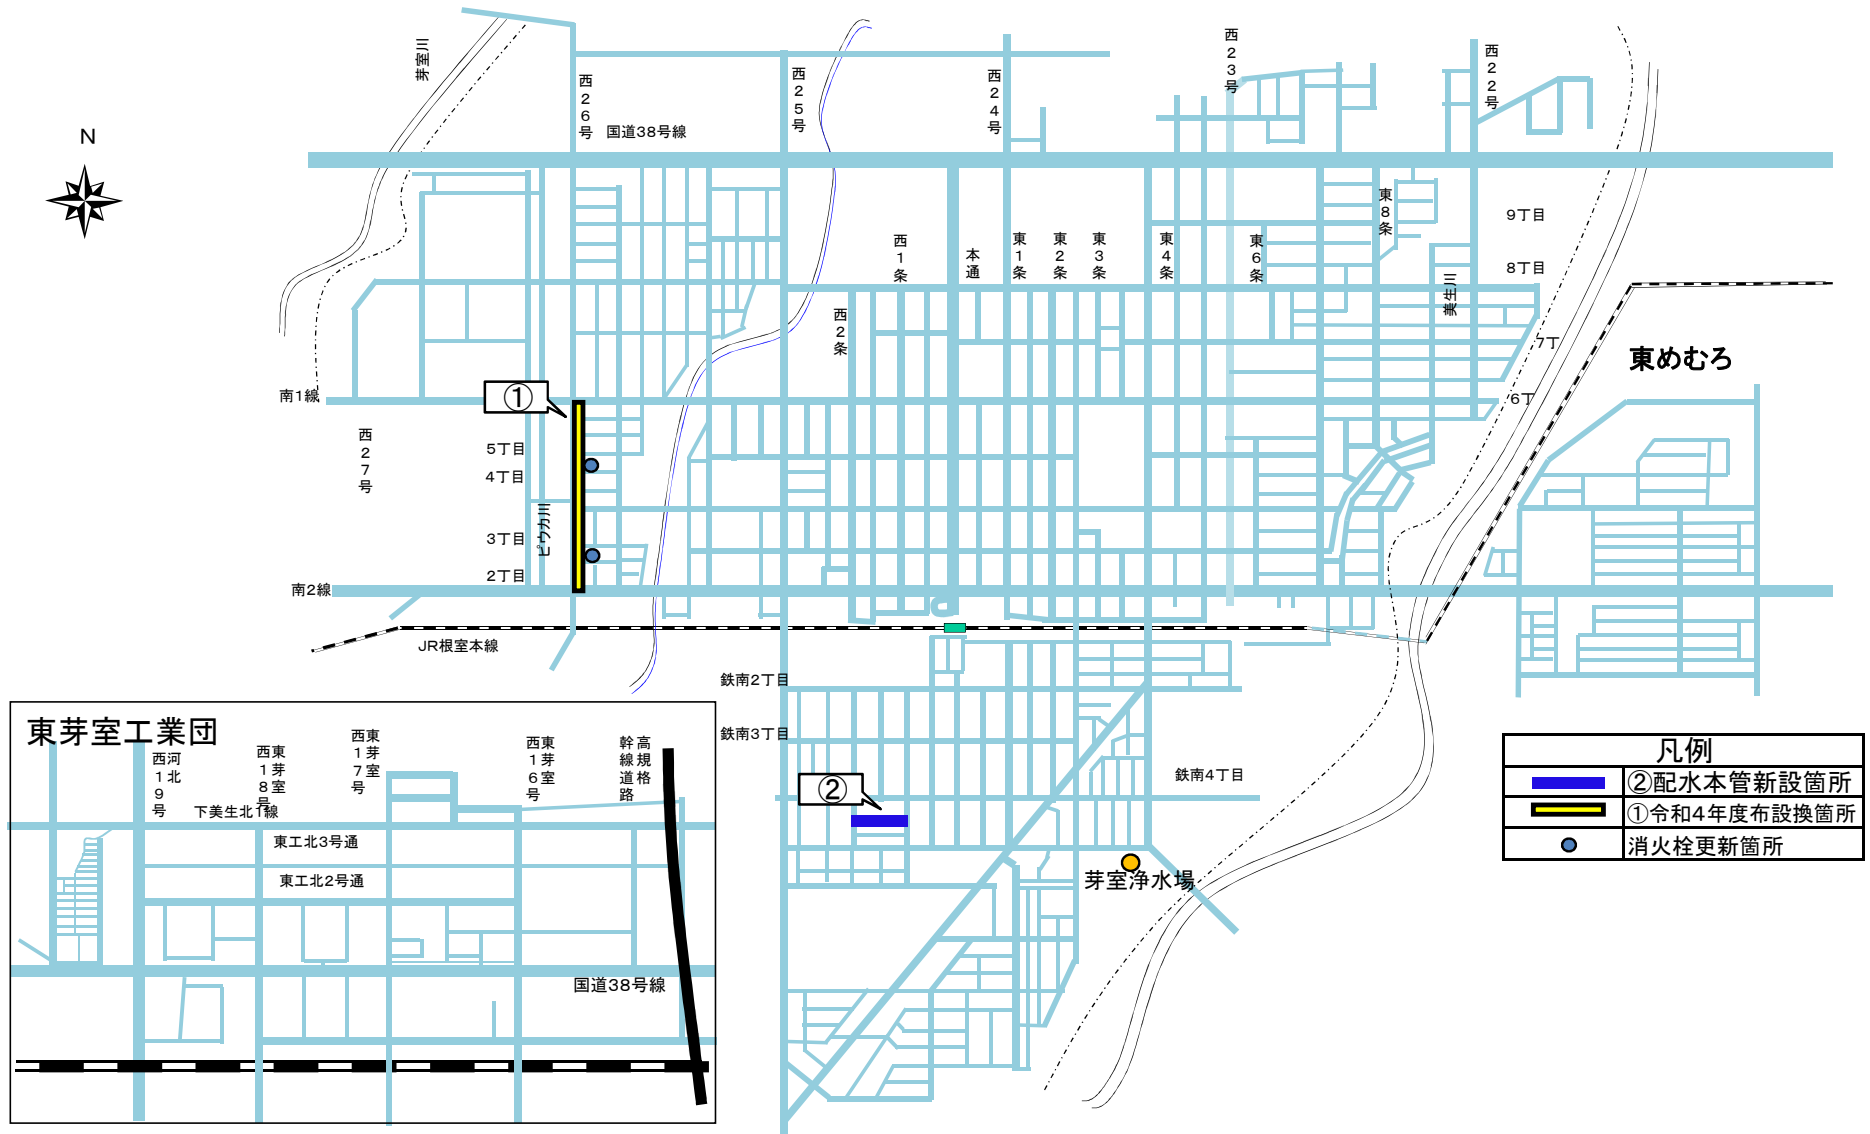 芽室川
西26号
西25号
西24号
西23号
西22号
国道38号線
N
東8条
9丁目
西1条
本通
東1条
東2条
東3条
東4条
東6条
8丁目
美生川
西2条
7丁
東めむろ
南1線
①
6丁
西27号
5丁目
4丁目
ピウカ川
3丁目
2丁目
南2線
JR根室本線
鉄南2丁目
鉄南3丁目
鉄南4丁目
②
芽室浄水場
東芽室工業団
河北
西19号
東芽室
西18号
東芽室
西17号
東芽室
西16号
高規格
幹線道路
下美生北1線
東工北3号通
東工北2号通
国道38号線
凡例
②配水本管新設箇所
①令和4年度布設換箇所
消火栓更新箇所